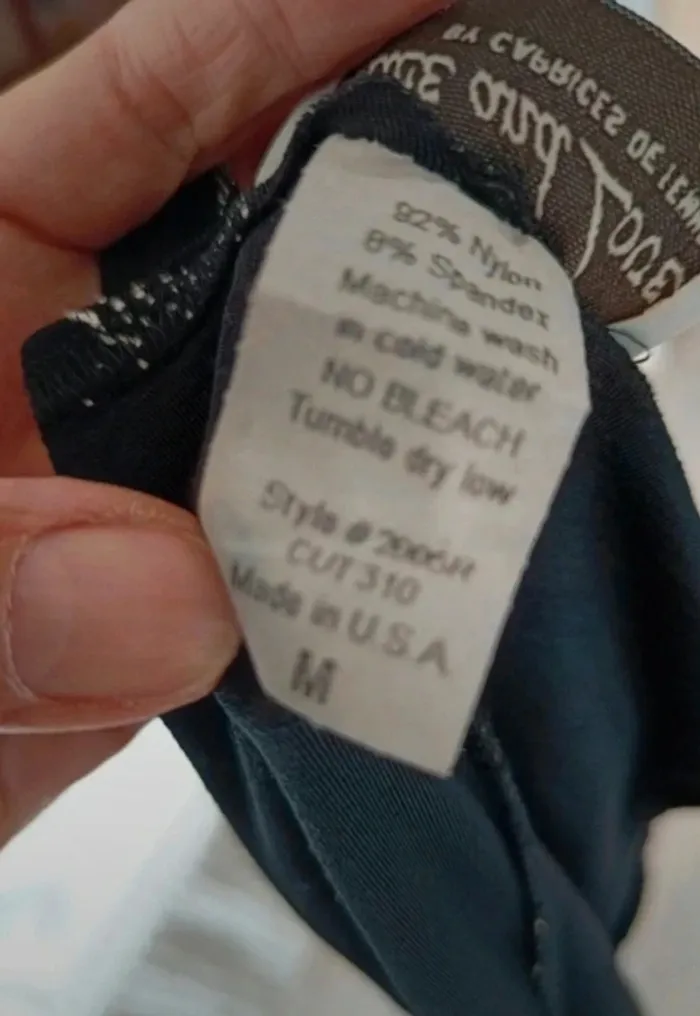 BY CAPRICES DE
92% Nylon
8% Spandex
Machine wash
in cold water
NO BLEACH
Tumble dry low
Style # 2006H
CUT 310
Made in U.S.A.
M